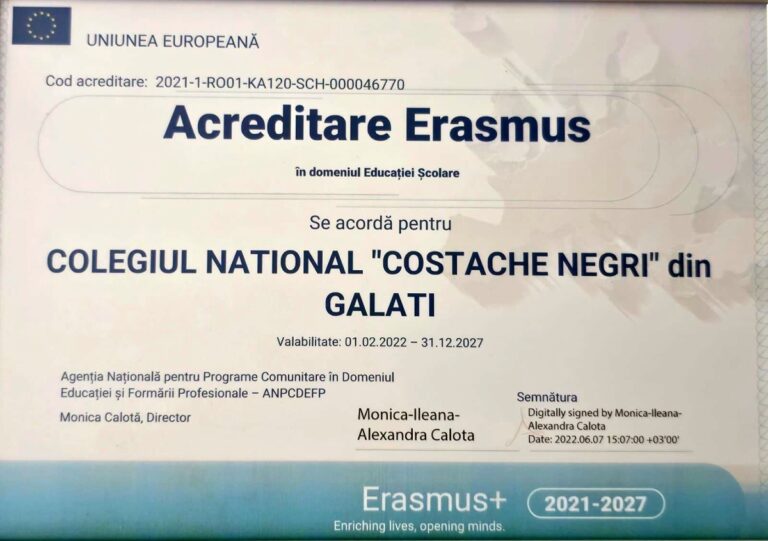 UNIUNEA EUROPEANĂ
Cod acreditare: 2021-1-RO01-KA120-SCH-000046770
Acreditare Erasmus
în domeniul Educației Școlare
Se acordă pentru
COLEGIUL NATIONAL "COSTACHE NEGRI" din
GALATI
Valabilitate: 01.02.2022 – 31.12.2027
Agenția Națională pentru Programe Comunitare în Domeniul
Educației și Formării Profesionale – ANPCDEFP
Monica Calotă, Director
Monica-Ileana-
Alexandra Calota
Semnătura
Digitally signed by Monica-Ileana-
Alexandra Calota
Date: 2022.06.07 15:07:00 +03'00'
Erasmus+
2021-2027
Enriching lives, opening minds.